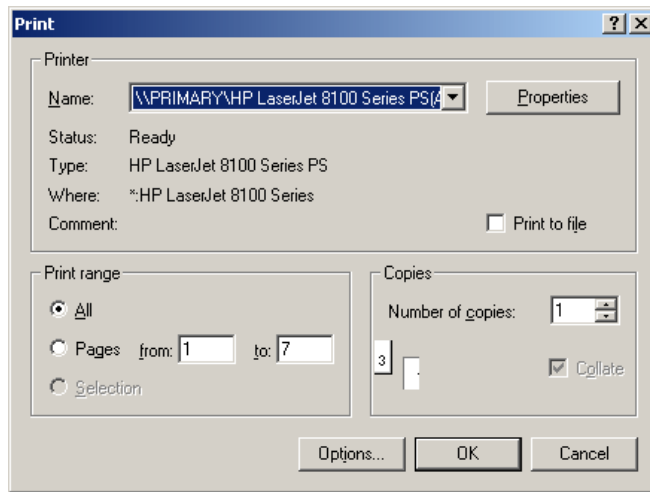 Print
Printer
Name: \\PRIMARY\HP LaserJet 8100 Series PS(A Properties
Status: Ready
Type: HP LaserJet 8100 Series PS
Where: *:HP LaserJet 8100 Series
Comment: Print to file
Print range
All
Pages from: 1 to: 7
Selection
Copies
Number of copies: 1
3 Collate
Options... OK Cancel